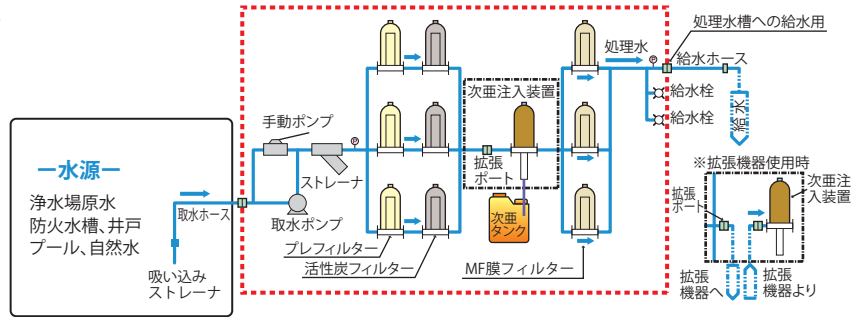 ー水源ー
浄水場原水
防火水槽、井戸
プール、自然水
吸い込み
ストレーナ
取水ホース
手動ポンプ
ストレーナ
取水ポンプ
P
プレフィルター
活性炭フィルター
次亜注入装置
拡張
ポート
次亜
タンク
MF膜フィルター
処理水
P
処理水槽への給水用
給水ホース
給水栓
給水栓
給水
※拡張機器使用時
拡張
ポート
次亜注
入装置
拡張
機器へ
拡張
機器より